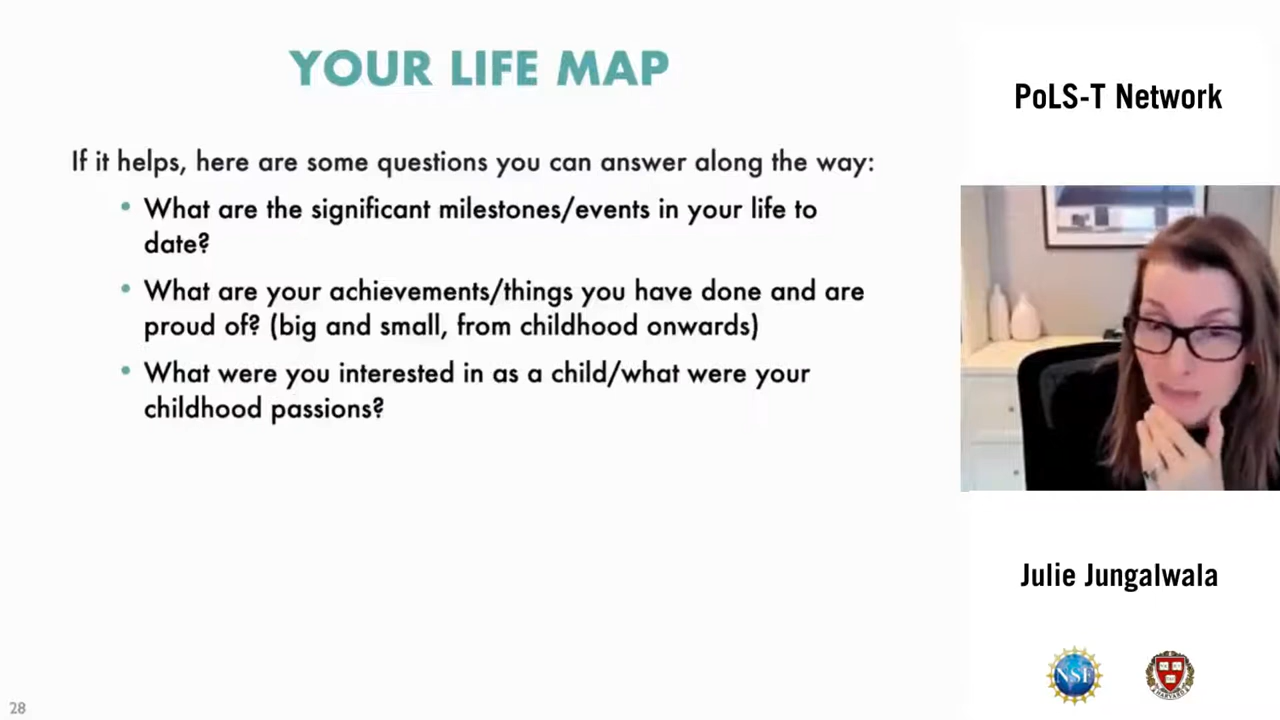 YOUR LIFE MAP
If it helps, here are some questions you can answer along the way:
• What are the significant milestones/events in your life to
date?
• What are your achievements/things you have done and are
proud of? (big and small, from childhood onwards)
• What were you interested in as a child/what were your
childhood passions?
28
PoLS-T Network
Julie Jungalwala
NSF
HARVARD